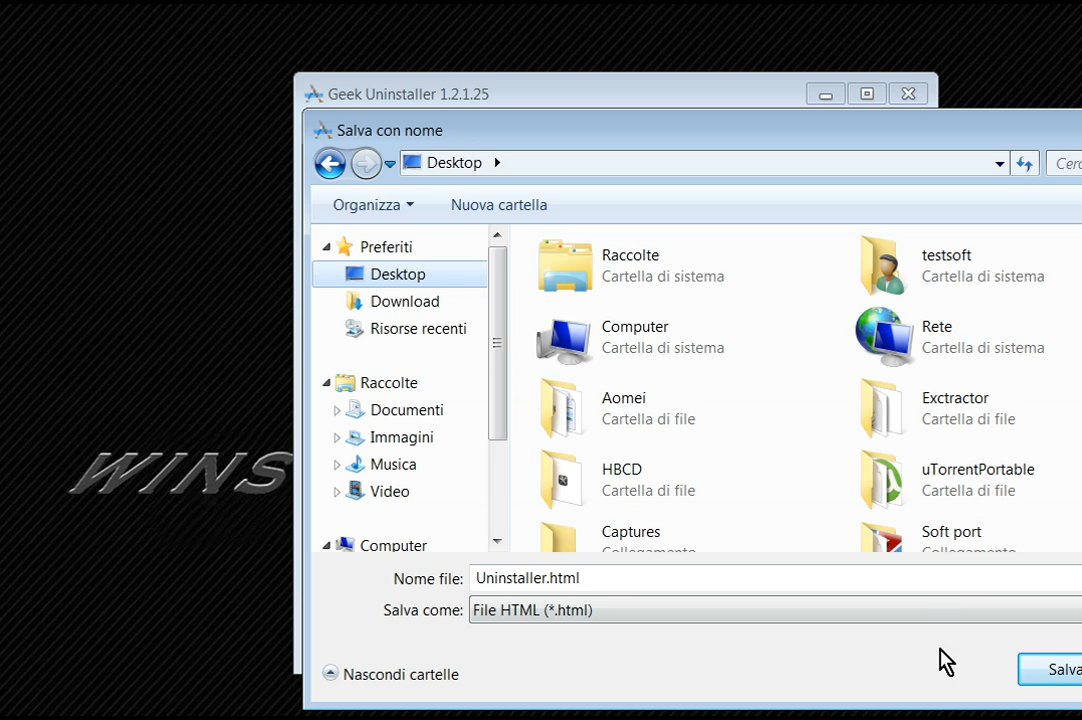 Geek Uninstaller 1.2.1.25
Salva con nome
Desktop
Cerc
Organizza
Nuova cartella
Preferiti
Desktop
Download
Risorse recenti
Raccolte
Documenti
Immagini
Musica
Video
Computer
Raccolte
Cartella di sistema
testsoft
Cartella di sistema
Computer
Cartella di sistema
Rete
Cartella di sistema
Aomei
Cartella di file
Exctractor
Cartella di file
HBCD
Cartella di file
uTorrentPortable
Cartella di file
Captures
Collegamento
Soft port
Collegamento
WINS
Nome file: Uninstaller.html
Salva come: File HTML (*.html)
Nascondi cartelle
Salva